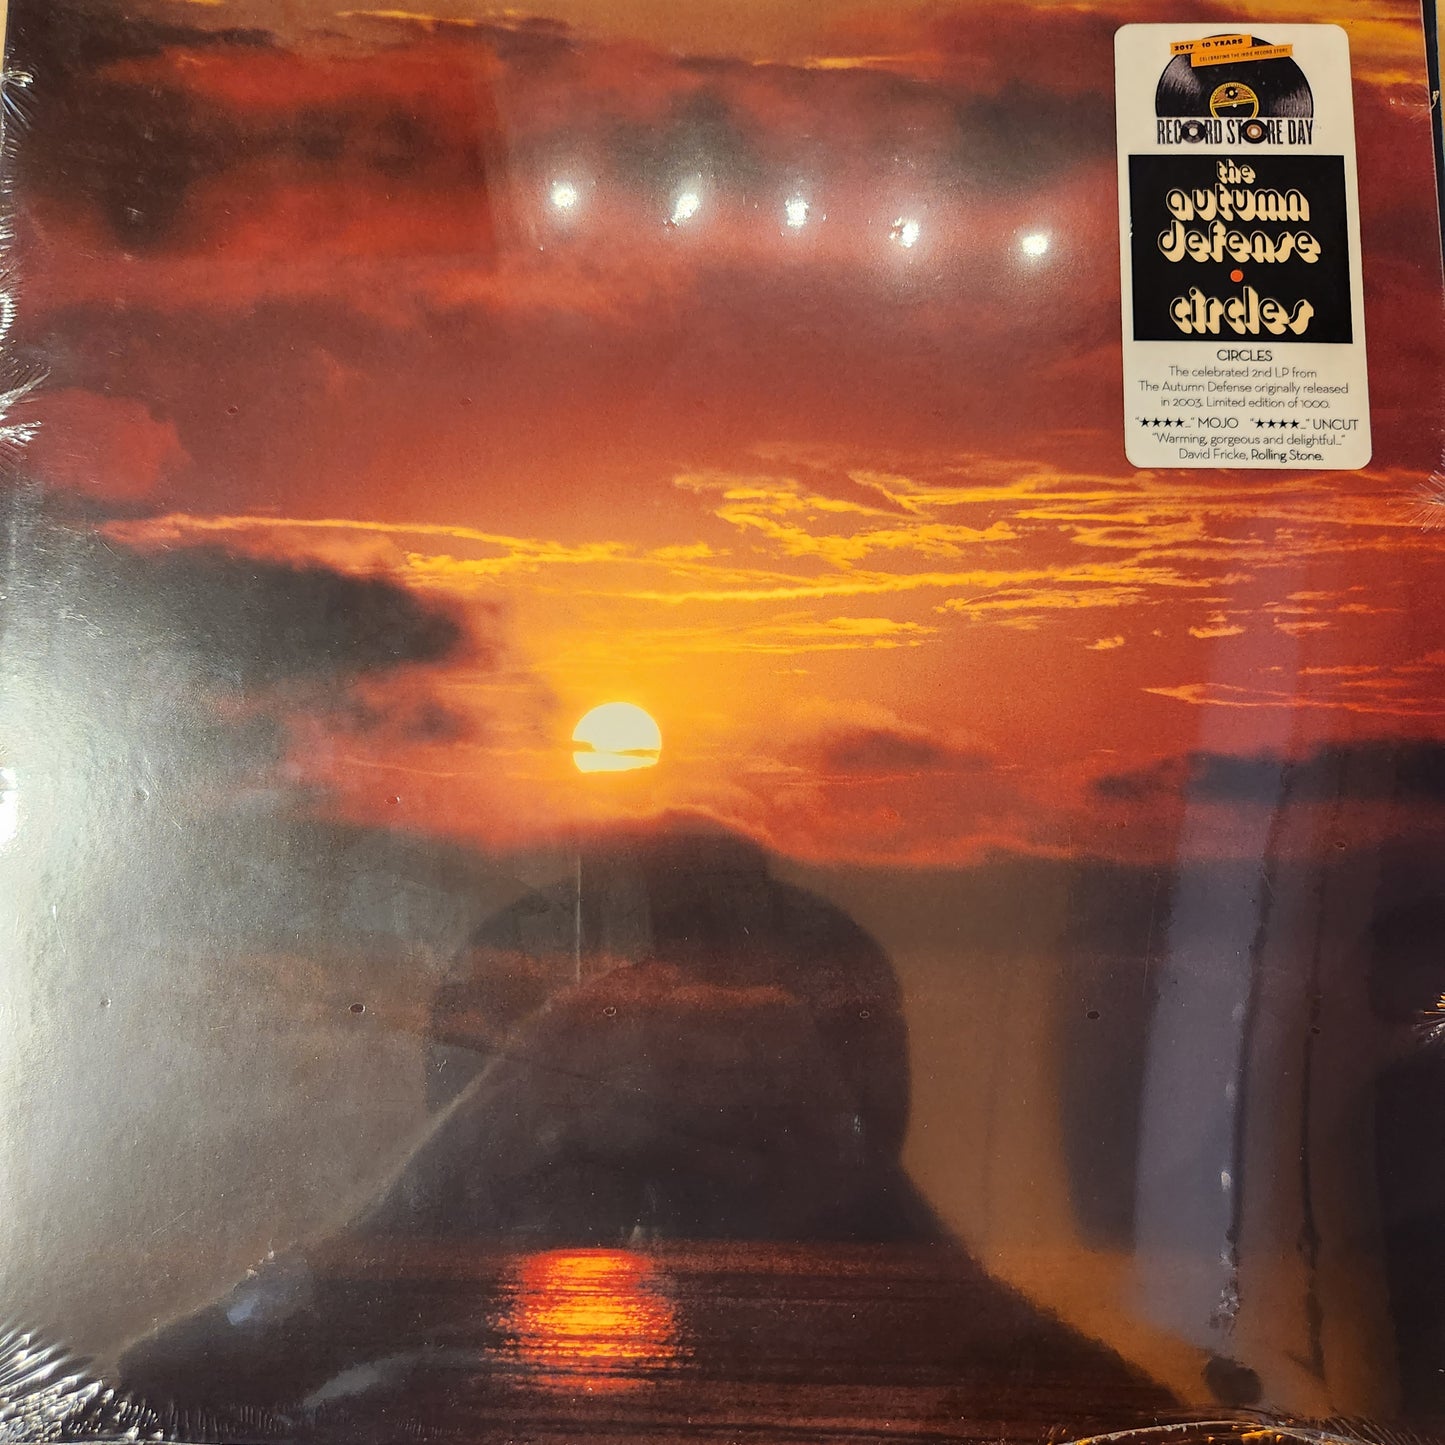 2017 10 YEARS
CELEBRATING THE INDIE RECORD STORE
RECORD STORE DAY
the
autumn
defense
circles
CIRCLES
The celebrated 2nd LP from
The Autumn Defense originally released
in 2003. Limited edition of 1000.
"★★★★..." MOJO "★★★★..." UNCUT
"Warming, gorgeous and delightful..."
David Fricke, Rolling Stone.